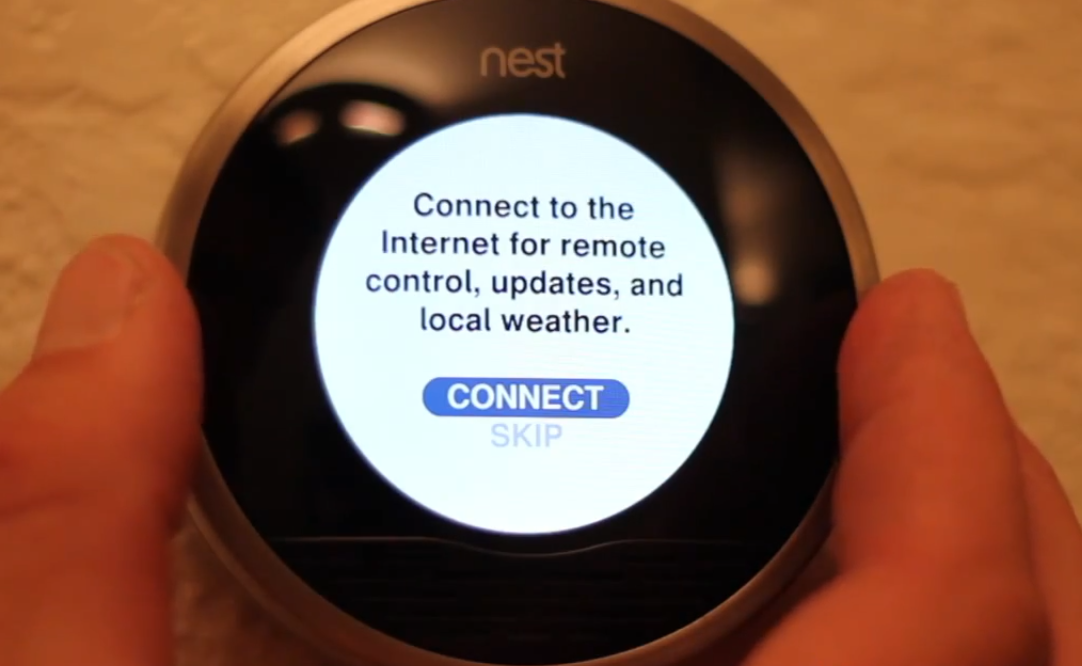 nest
Connect to the
Internet for remote
control, updates, and
local weather.
CONNECT
SKIP